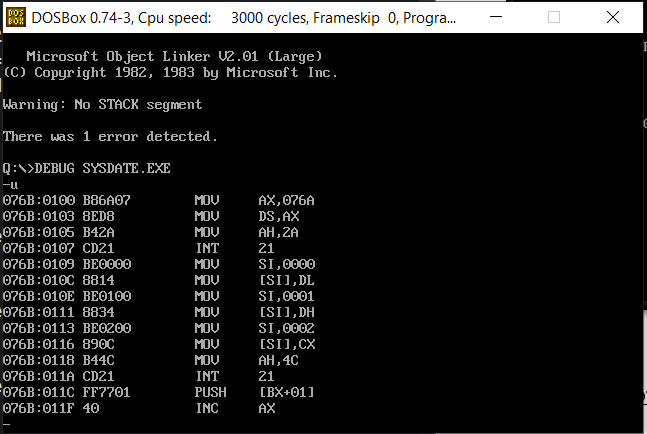 DOS BOX
DOSBox 0.74-3, Cpu speed: 3000 cycles, Frameskip 0, Progra...
Microsoft Object Linker V2.01 (Large)
(C) Copyright 1982, 1983 by Microsoft Inc.
Warning: No STACK segment
There was 1 error detected.
Q:\>DEBUG SYSDATE.EXE
-u
076B:0100 B86A07 MOV AX,076A
076B:0103 8ED8 MOV DS,AX
076B:0105 B42A MOV AH,2A
076B:0107 CD21 INT 21
076B:0109 BE0000 MOV SI,0000
076B:010C 8814 MOV [SI],DL
076B:010E BE0100 MOV SI,0001
076B:0111 8834 MOV [SI],DH
076B:0113 BE0200 MOV SI,0002
076B:0116 890C MOV [SI],CX
076B:0118 B44C MOV AH,4C
076B:011A CD21 INT 21
076B:011C FF7701 PUSH [BX+01]
076B:011F 40 INC AX
-